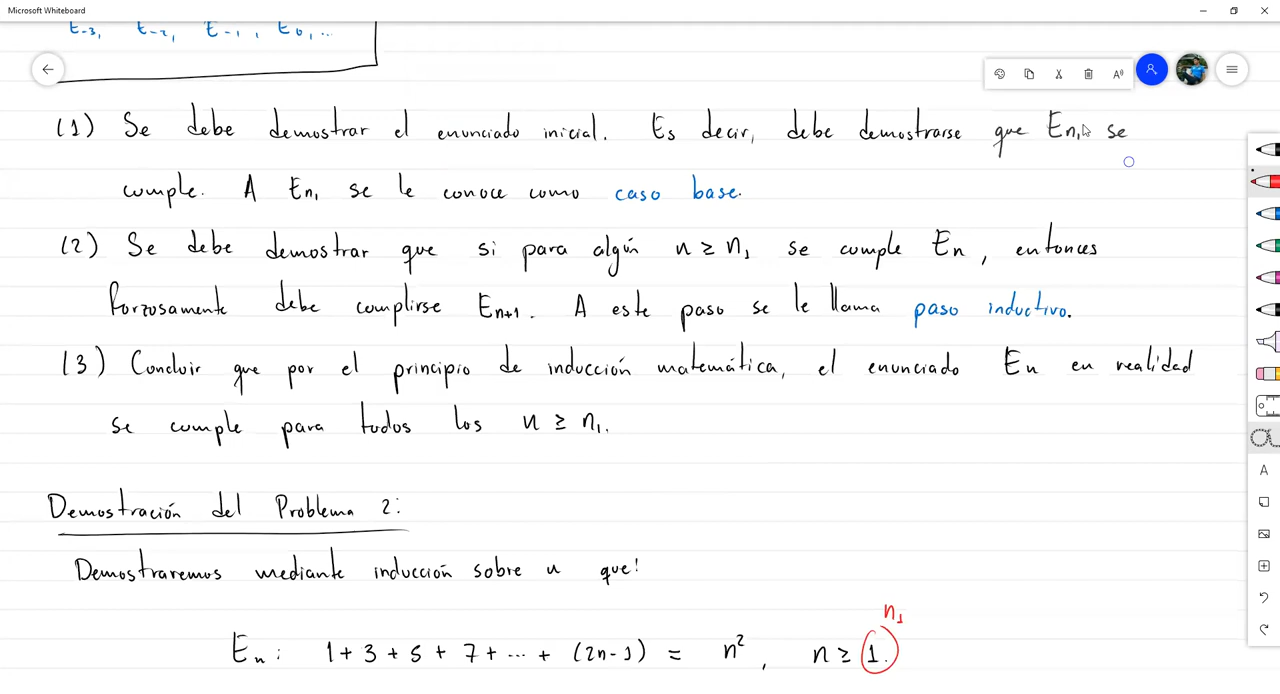 Microsoft Whiteboard
E-3, E-2, E-1, E0, ...
(1) Se debe demostrar el enunciado inicial. Es decir, debe demostrarse que En₁ se
cumple. A En₁ se le conoce como caso base.
(2) Se debe demostrar que si para algún n ≥ n₁ se cumple En, entonces
forzosamente debe cumplirse En+1. A este paso se le llama paso inductivo.
(3) Concluir que por el principio de inducción matemática, el enunciado En en realidad
se cumple para todos los n ≥ n₁.
Demostración del Problema 2:
Demostraremos mediante inducción sobre n que:
n₁
En: 1 + 3 + 5 + 7 + ... + (2n-1) = n², n ≥ 1.